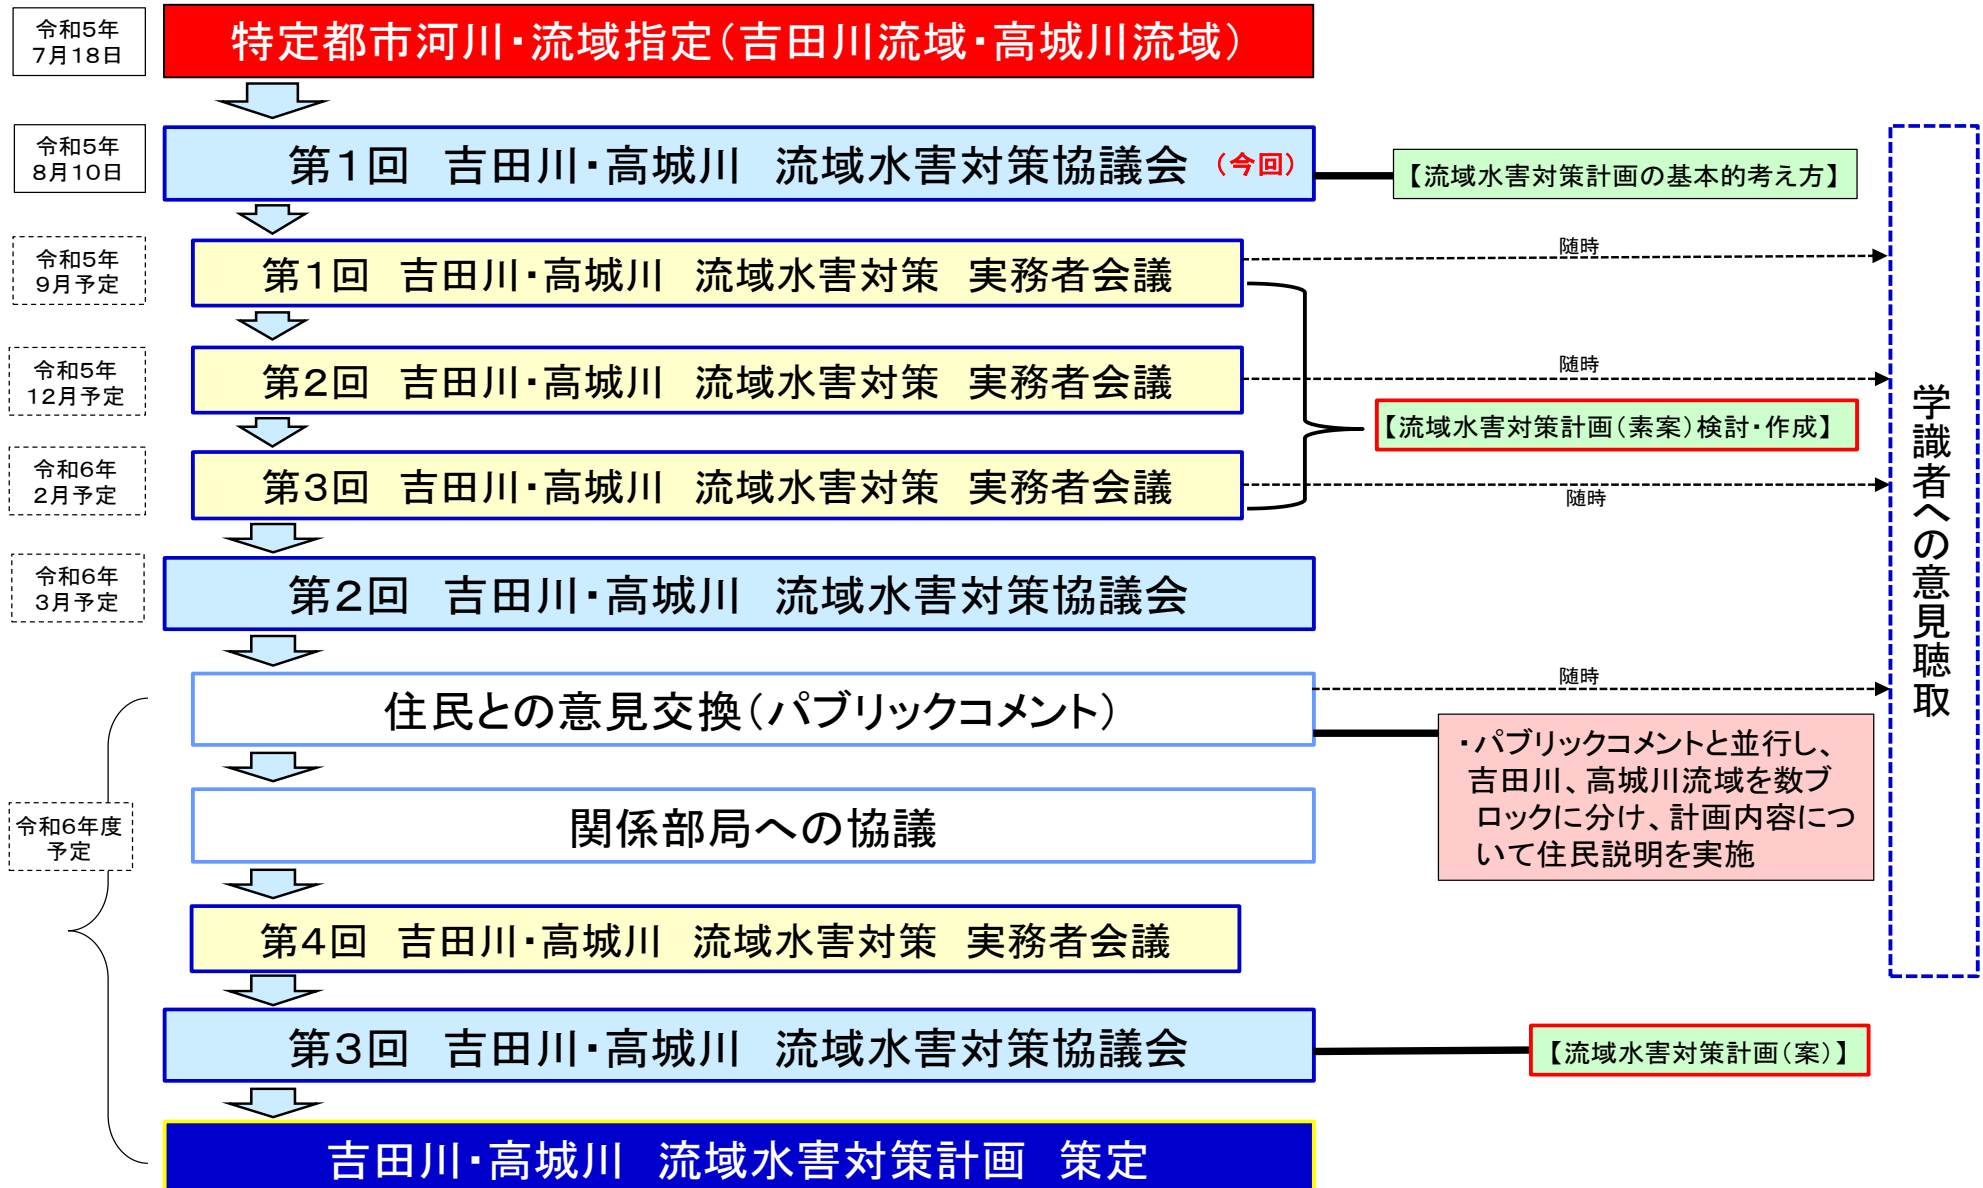 令和5年
7月18日
特定都市河川・流域指定（吉田川流域・高城川流域）
令和5年
8月10日
第1回　吉田川・高城川　流域水害対策協議会（今回）
【流域水害対策計画の基本的考え方】
令和5年
9月予定
第1回　吉田川・高城川　流域水害対策　実務者会議
随時
令和5年
12月予定
第2回　吉田川・高城川　流域水害対策　実務者会議
随時
【流域水害対策計画（素案）検討・作成】
令和6年
2月予定
第3回　吉田川・高城川　流域水害対策　実務者会議
随時
学識者への意見聴取
令和6年
3月予定
第2回　吉田川・高城川　流域水害対策協議会
住民との意見交換（パブリックコメント）
随時
・パブリックコメントと並行し、
吉田川、高城川流域を数ブ
ロックに分け、計画内容につ
いて住民説明を実施
令和6年度
予定
関係部局への協議
第4回　吉田川・高城川　流域水害対策　実務者会議
第3回　吉田川・高城川　流域水害対策協議会
【流域水害対策計画（案）】
吉田川・高城川　流域水害対策計画　策定